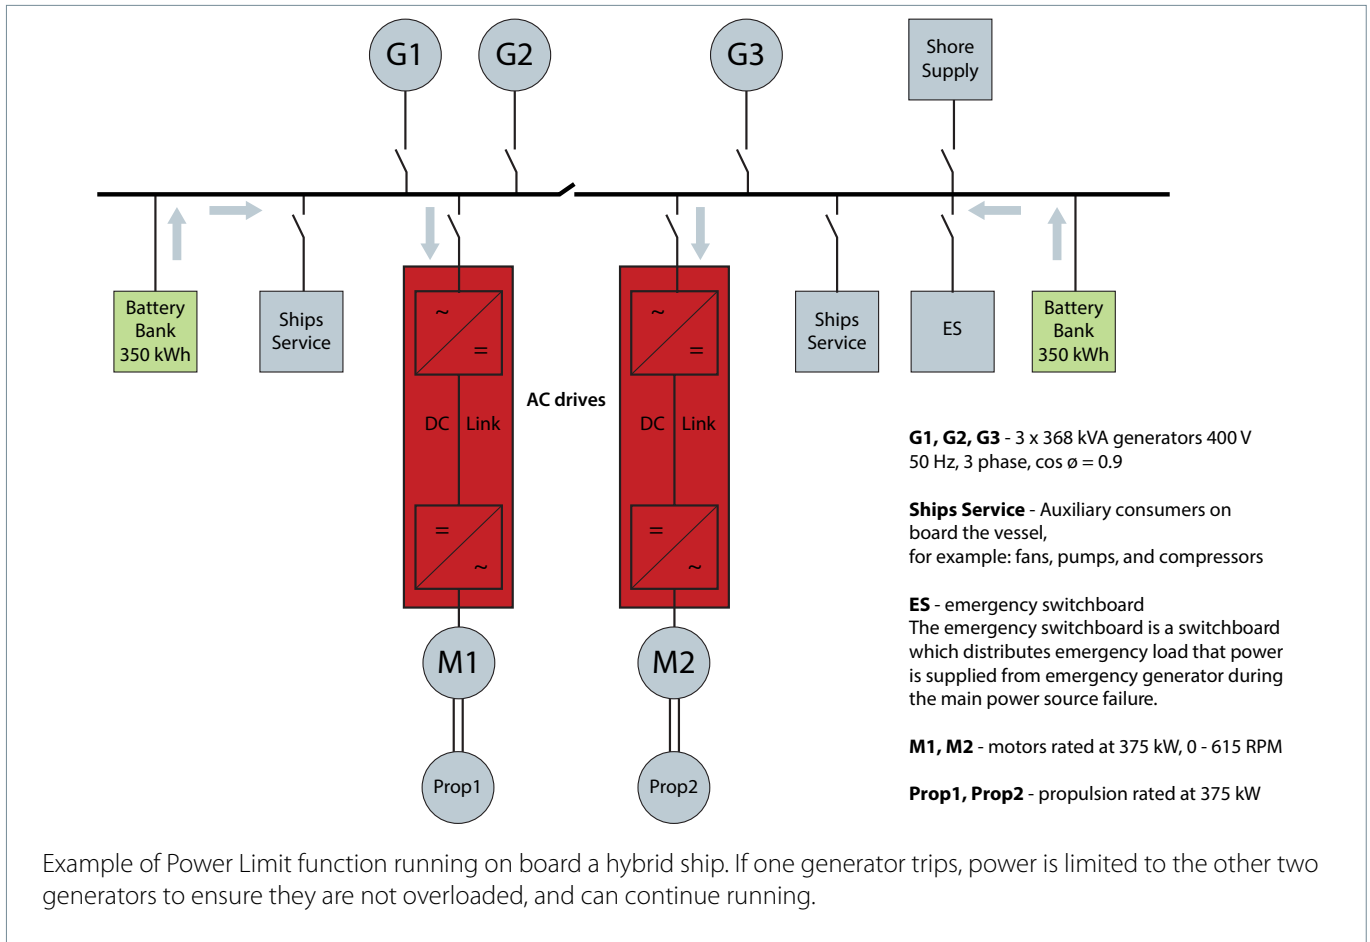 G1
G2
G3
Shore
Supply
Battery
Bank
350 kWh
Ships
Service
~
=
DC Link
=
~
AC drives
~
=
DC Link
=
~
Ships
Service
ES
Battery
Bank
350 kWh
M1
M2
Prop1
Prop2
G1, G2, G3 - 3 x 368 kVA generators 400 V
50 Hz, 3 phase, cos ø = 0.9
Ships Service - Auxiliary consumers on
board the vessel,
for example: fans, pumps, and compressors
ES - emergency switchboard
The emergency switchboard is a switchboard
which distributes emergency load that power
is supplied from emergency generator during
the main power source failure.
M1, M2 - motors rated at 375 kW, 0 - 615 RPM
Prop1, Prop2 - propulsion rated at 375 kW
Example of Power Limit function running on board a hybrid ship. If one generator trips, power is limited to the other two
generators to ensure they are not overloaded, and can continue running.